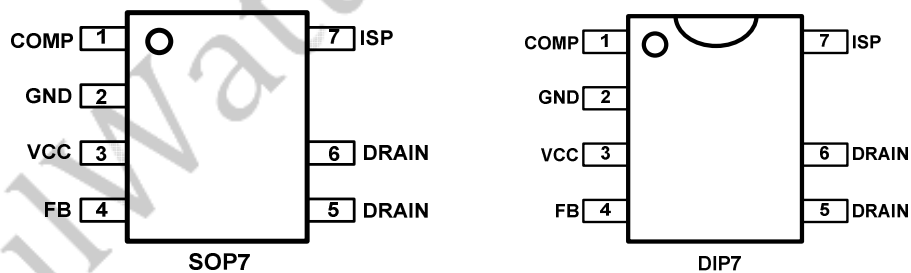 COMP 1 7 ISP
GND 2
VCC 3 6 DRAIN
FB 4 5 DRAIN
SOP7
COMP 1 7 ISP
GND 2
VCC 3 6 DRAIN
FB 4 5 DRAIN
DIP7